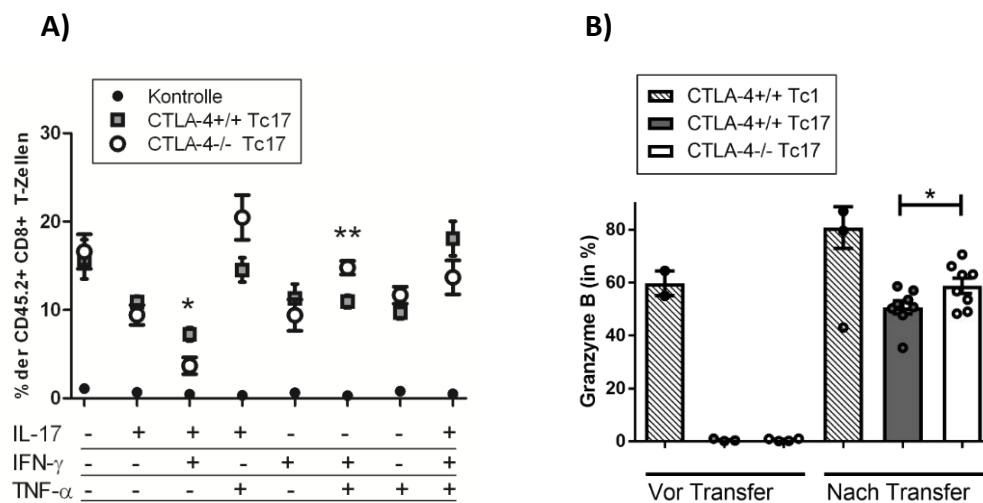 A)
Kontrolle
CTLA-4+/+ Tc17
CTLA-4-/- Tc17
% der CD45.2+ CD8+ T-Zellen
30
20
10
0
*
**
IL-17 - + + + - - - +
IFN-γ - - + - + + - +
TNF-α - - - + - + + +
B)
CTLA-4+/+ Tc1
CTLA-4+/+ Tc17
CTLA-4-/- Tc17
Granzyme B (in %)
80
60
40
20
0
*
Vor Transfer Nach Transfer